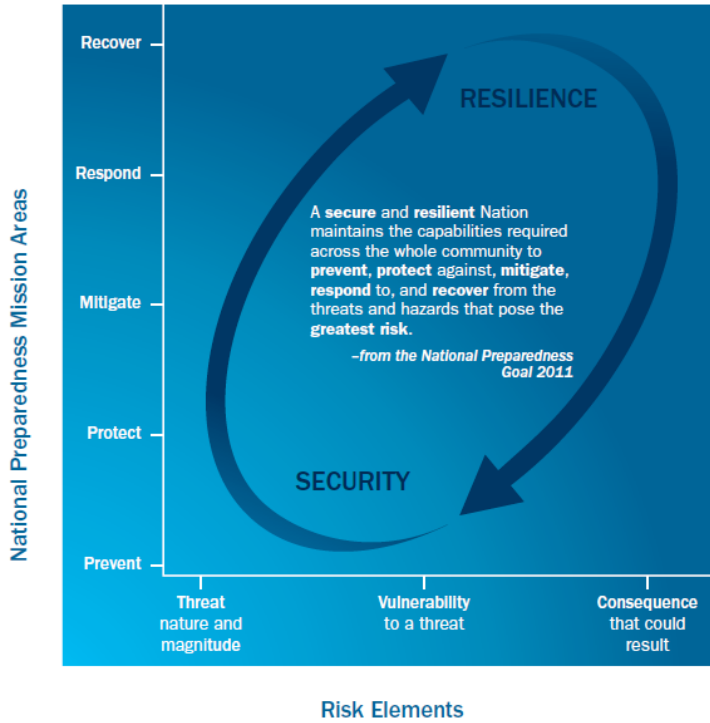 National Preparedness Mission Areas
Recover
Respond
Mitigate
Protect
Prevent
RESILIENCE
A secure and resilient Nation
maintains the capabilities required
across the whole community to
prevent, protect against, mitigate,
respond to, and recover from the
threats and hazards that pose the
greatest risk.
–from the National Preparedness
Goal 2011
SECURITY
Threat
nature and
magnitude
Vulnerability
to a threat
Consequence
that could
result
Risk Elements